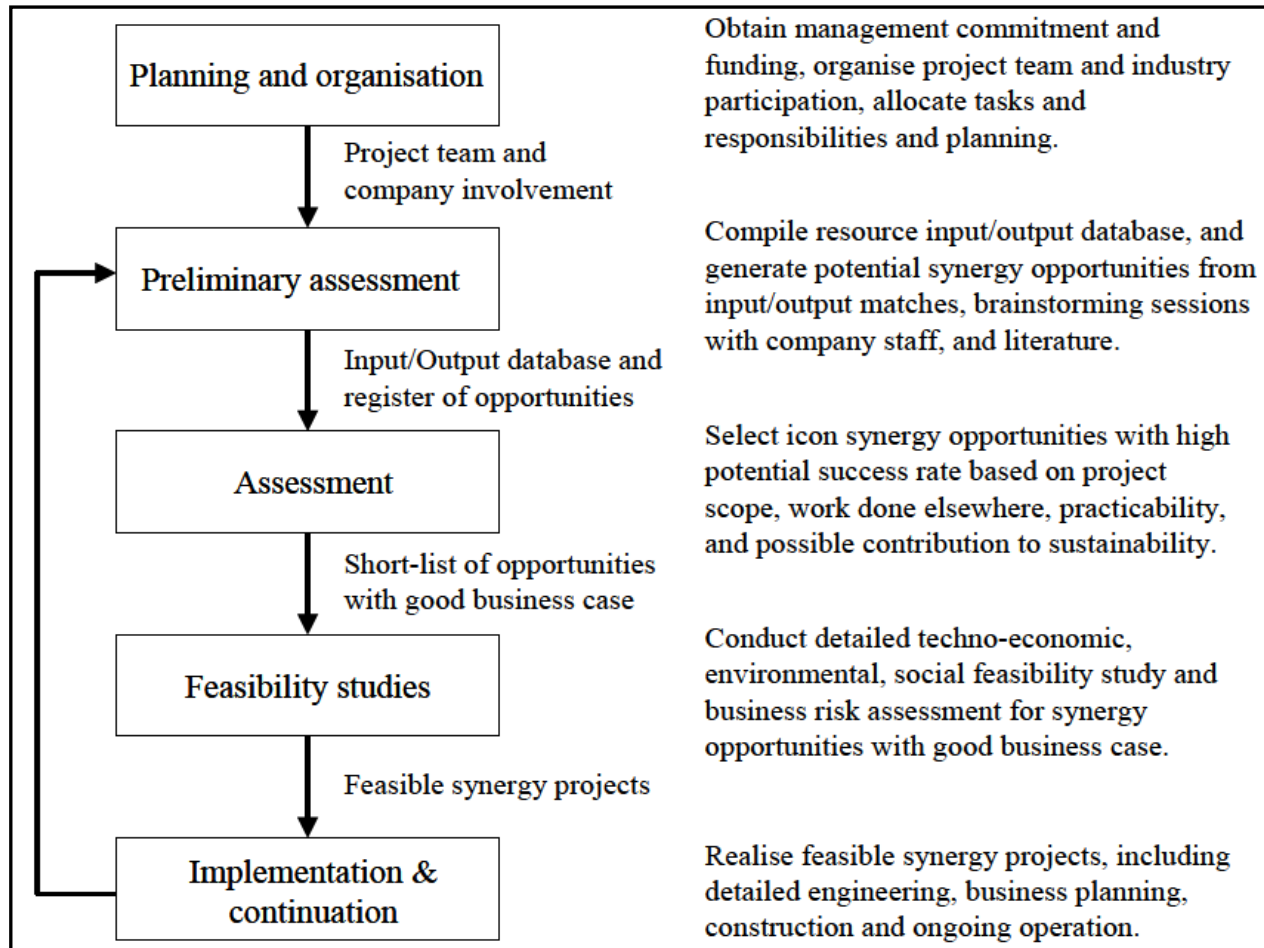 Planning and organisation
Obtain management commitment and
funding, organise project team and industry
participation, allocate tasks and
responsibilities and planning.
Project team and
company involvement
Preliminary assessment
Compile resource input/output database, and
generate potential synergy opportunities from
input/output matches, brainstorming sessions
with company staff, and literature.
Input/Output database and
register of opportunities
Assessment
Select icon synergy opportunities with high
potential success rate based on project
scope, work done elsewhere, practicability,
and possible contribution to sustainability.
Short-list of opportunities
with good business case
Feasibility studies
Conduct detailed techno-economic,
environmental, social feasibility study and
business risk assessment for synergy
opportunities with good business case.
Feasible synergy projects
Implementation &
continuation
Realise feasible synergy projects, including
detailed engineering, business planning,
construction and ongoing operation.